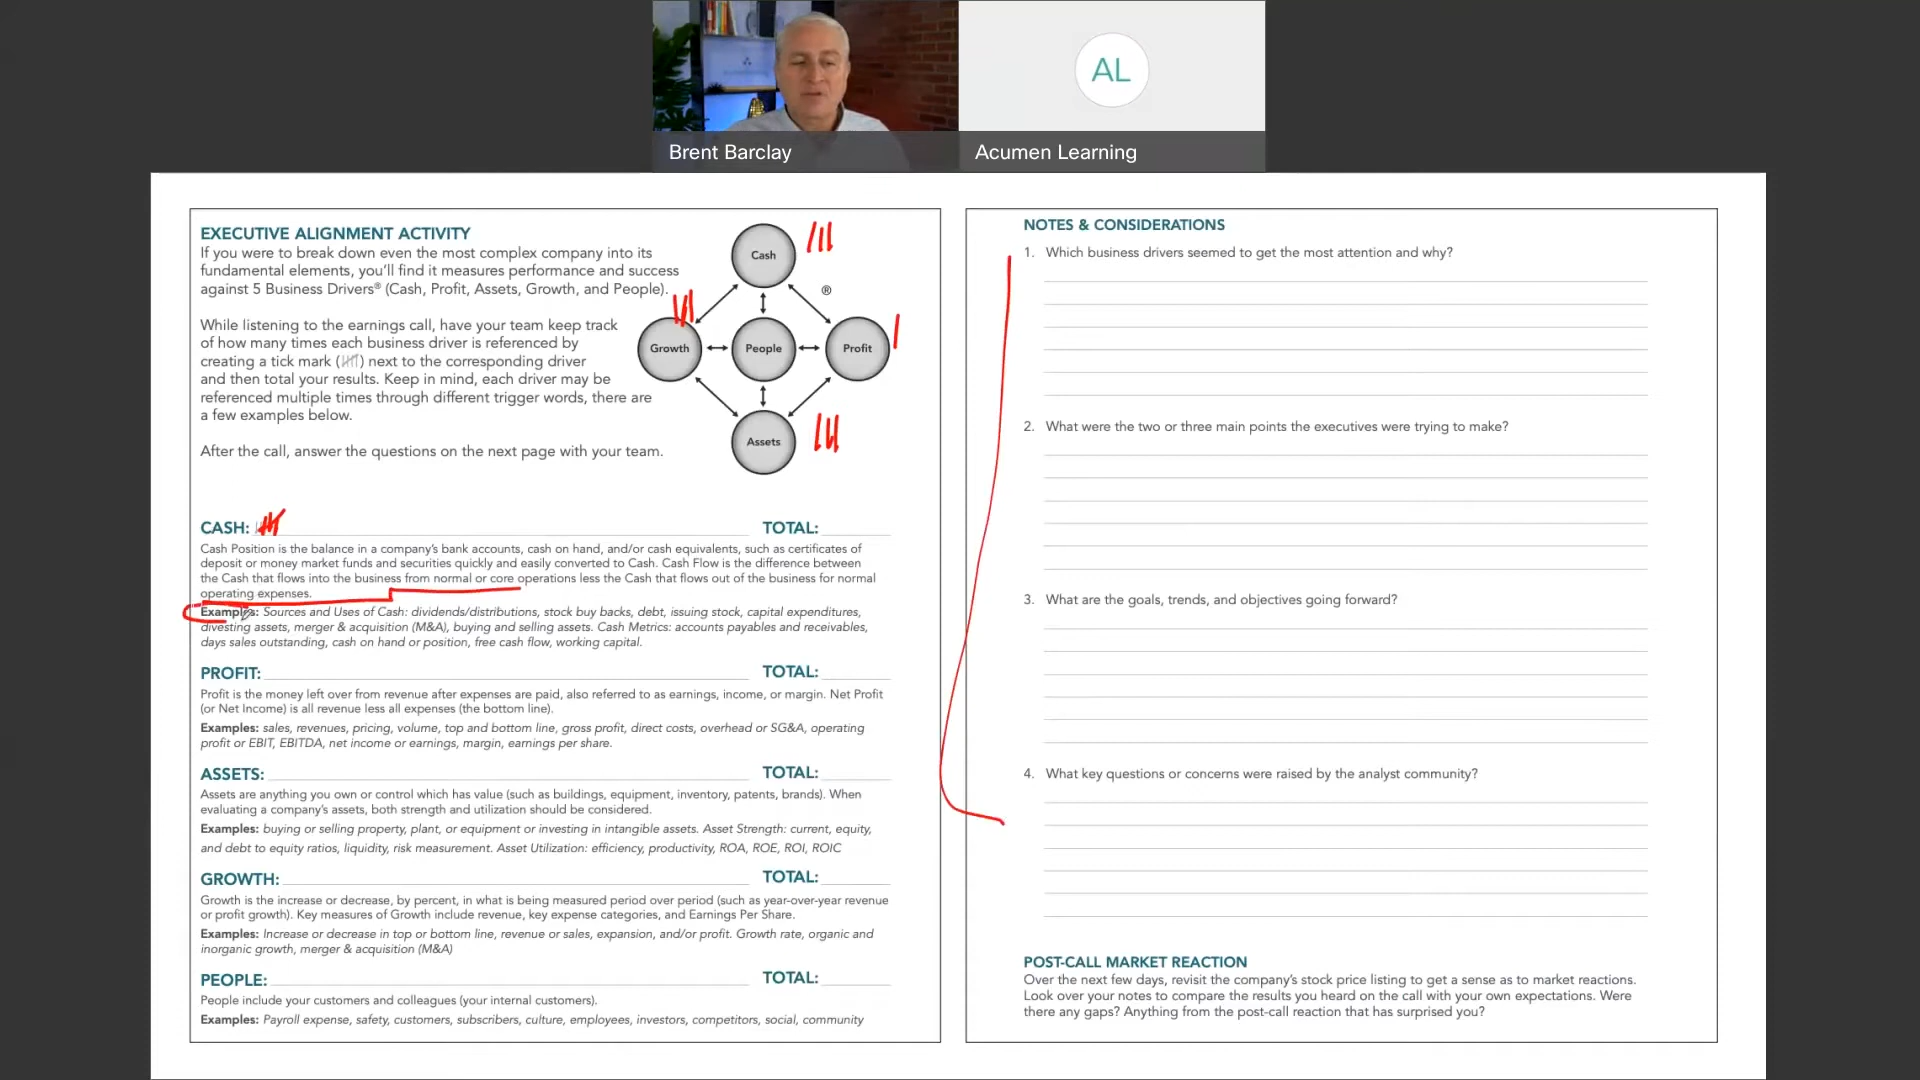 AL
Brent Barclay
Acumen Learning
EXECUTIVE ALIGNMENT ACTIVITY
If you were to break down even the most complex company into its
fundamental elements, you'll find it measures performance and success
against 5 Business Drivers® (Cash, Profit, Assets, Growth, and People).
While listening to the earnings call, have your team keep track
of how many times each business driver is referenced by
creating a tick mark (||||) next to the corresponding driver
and then total your results. Keep in mind, each driver may be
referenced multiple times through different trigger words, there are
a few examples below.
After the call, answer the questions on the next page with your team.
Cash
®
Growth
People
Profit
Assets
CASH: TOTAL:
Cash Position is the balance in a company's bank accounts, cash on hand, and/or cash equivalents, such as certificates of
deposit or money market funds and securities quickly and easily converted to Cash. Cash Flow is the difference between
the Cash that flows into the business from normal or core operations less the Cash that flows out of the business for normal
operating expenses.
Examples: Sources and Uses of Cash: dividends/distributions, stock buy backs, debt, issuing stock, capital expenditures,
divesting assets, merger & acquisition (M&A), buying and selling assets. Cash Metrics: accounts payables and receivables,
days sales outstanding, cash on hand or position, free cash flow, working capital.
PROFIT: TOTAL:
Profit is the money left over from revenue after expenses are paid, also referred to as earnings, income, or margin. Net Profit
(or Net Income) is all revenue less all expenses (the bottom line).
Examples: sales, revenues, pricing, volume, top and bottom line, gross profit, direct costs, overhead or SG&A, operating
profit or EBIT, EBITDA, net income or earnings, margin, earnings per share.
ASSETS: TOTAL:
Assets are anything you own or control which has value (such as buildings, equipment, inventory, patents, brands). When
evaluating a company's assets, both strength and utilization should be considered.
Examples: buying or selling property, plant, or equipment or investing in intangible assets. Asset Strength: current, equity,
and debt to equity ratios, liquidity, risk measurement. Asset Utilization: efficiency, productivity, ROA, ROE, ROI, ROIC
GROWTH: TOTAL:
Growth is the increase or decrease, by percent, in what is being measured period over period (such as year-over-year revenue
or profit growth). Key measures of Growth include revenue, key expense categories, and Earnings Per Share.
Examples: Increase or decrease in top or bottom line, revenue or sales, expansion, and/or profit. Growth rate, organic and
inorganic growth, merger & acquisition (M&A)
PEOPLE: TOTAL:
People include your customers and colleagues (your internal customers).
Examples: Payroll expense, safety, customers, subscribers, culture, employees, investors, competitors, social, community
NOTES & CONSIDERATIONS
1. Which business drivers seemed to get the most attention and why?
2. What were the two or three main points the executives were trying to make?
3. What are the goals, trends, and objectives going forward?
4. What key questions or concerns were raised by the analyst community?
POST-CALL MARKET REACTION
Over the next few days, revisit the company's stock price listing to get a sense as to market reactions.
Look over your notes to compare the results you heard on the call with your own expectations. Were
there any gaps? Anything from the post-call reaction that has surprised you?